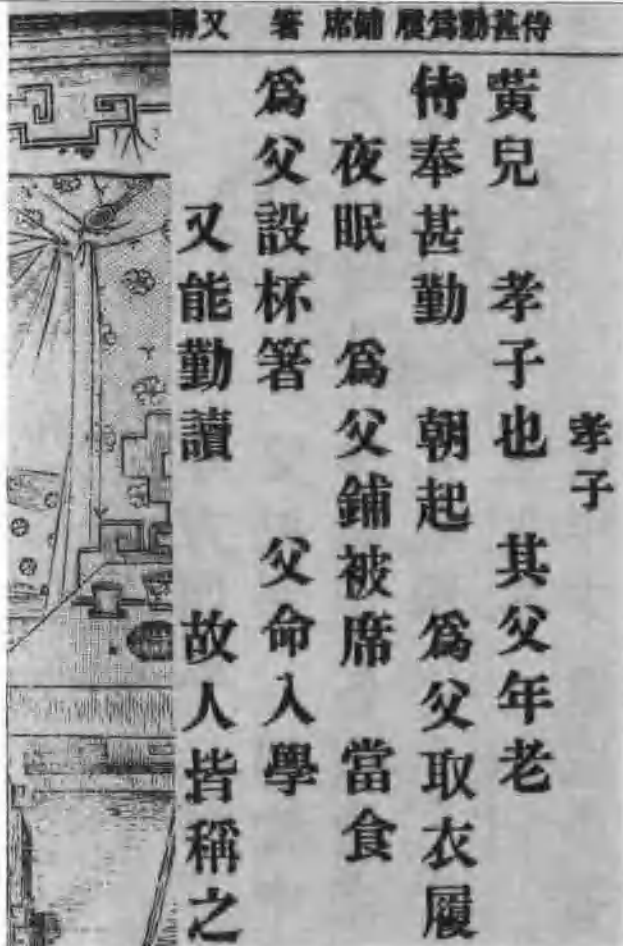 侍甚勤爲履鋪席箸又
孝子
黃兒 孝子也 其父年老
侍奉甚勤 朝起 爲父取衣履
夜眠 爲父鋪被席 當食
爲父設杯箸 父命入學
又能勤讀 故人皆稱之